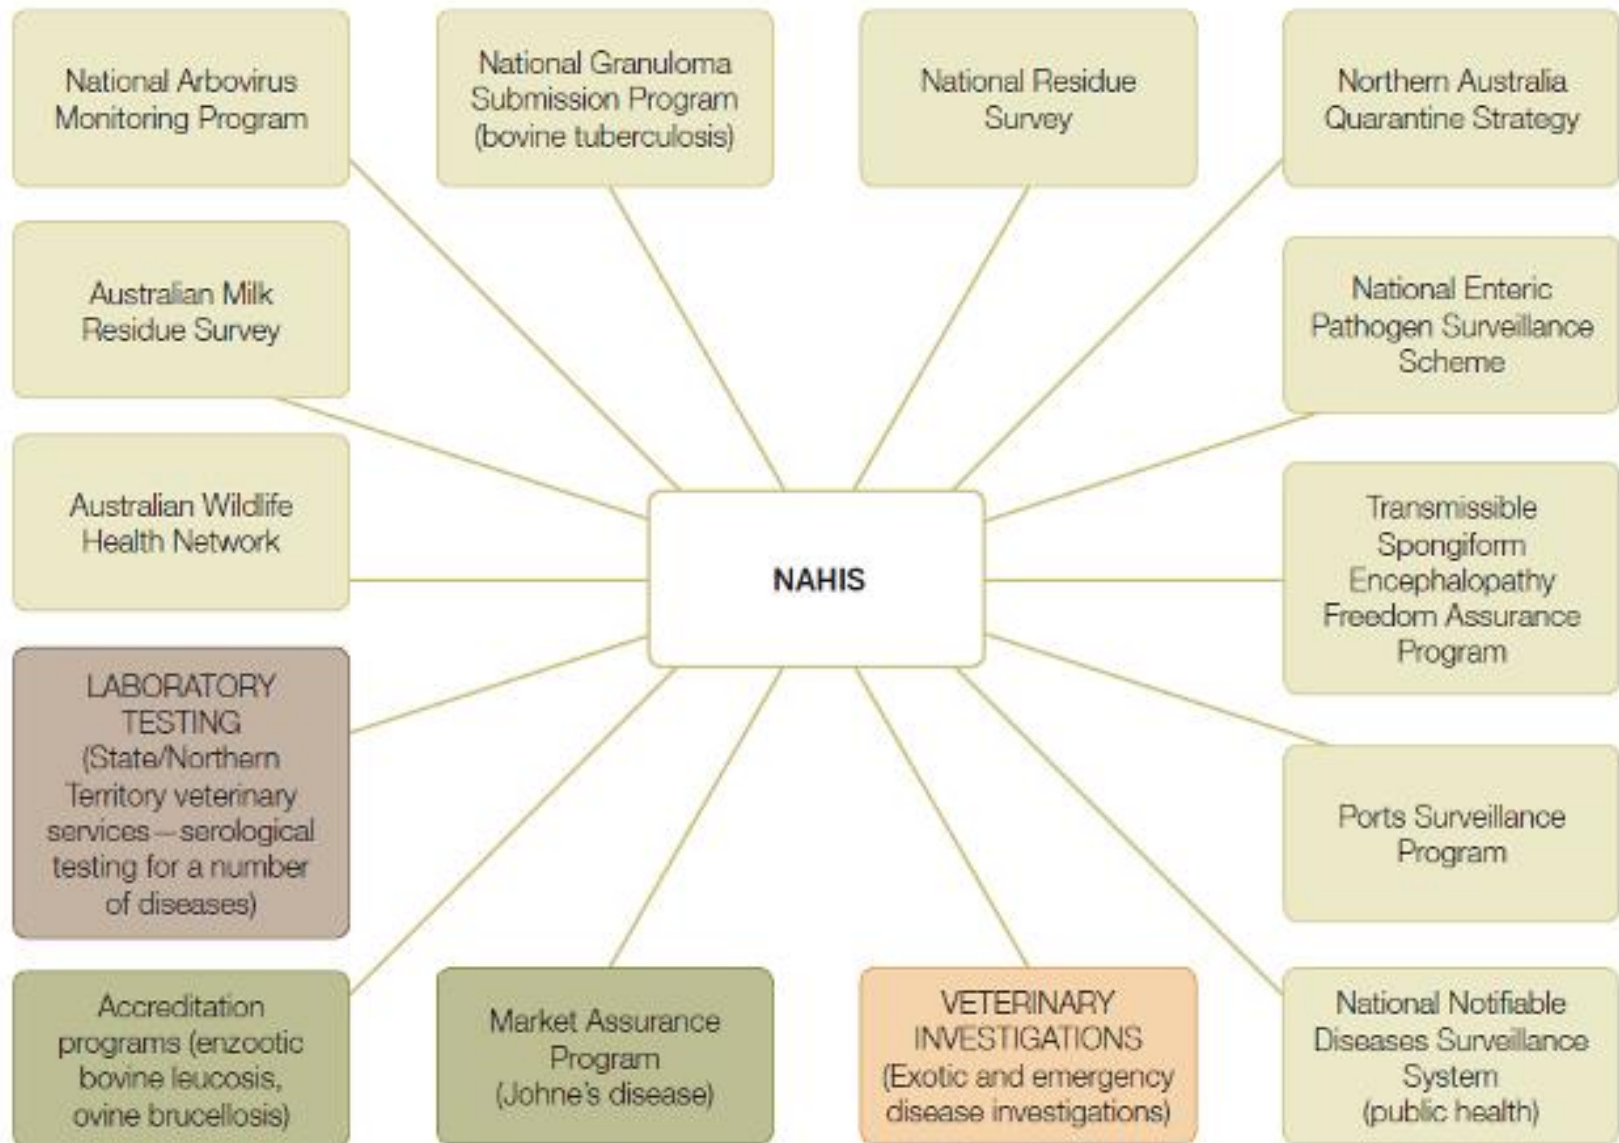 National Arbovirus
Monitoring Program
National Granuloma
Submission Program
(bovine tuberculosis)
National Residue
Survey
Northern Australia
Quarantine Strategy
Australian Milk
Residue Survey
National Enteric
Pathogen Surveillance
Scheme
Australian Wildlife
Health Network
NAHIS
Transmissible
Spongiform
Encephalopathy
Freedom Assurance
Program
LABORATORY
TESTING
(State/Northern
Territory veterinary
services—serological
testing for a number
of diseases)
Ports Surveillance
Program
Accreditation
programs (enzootic
bovine leucosis,
ovine brucellosis)
Market Assurance
Program
(Johne's disease)
VETERINARY
INVESTIGATIONS
(Exotic and emergency
disease investigations)
National Notifiable
Diseases Surveillance
System
(public health)